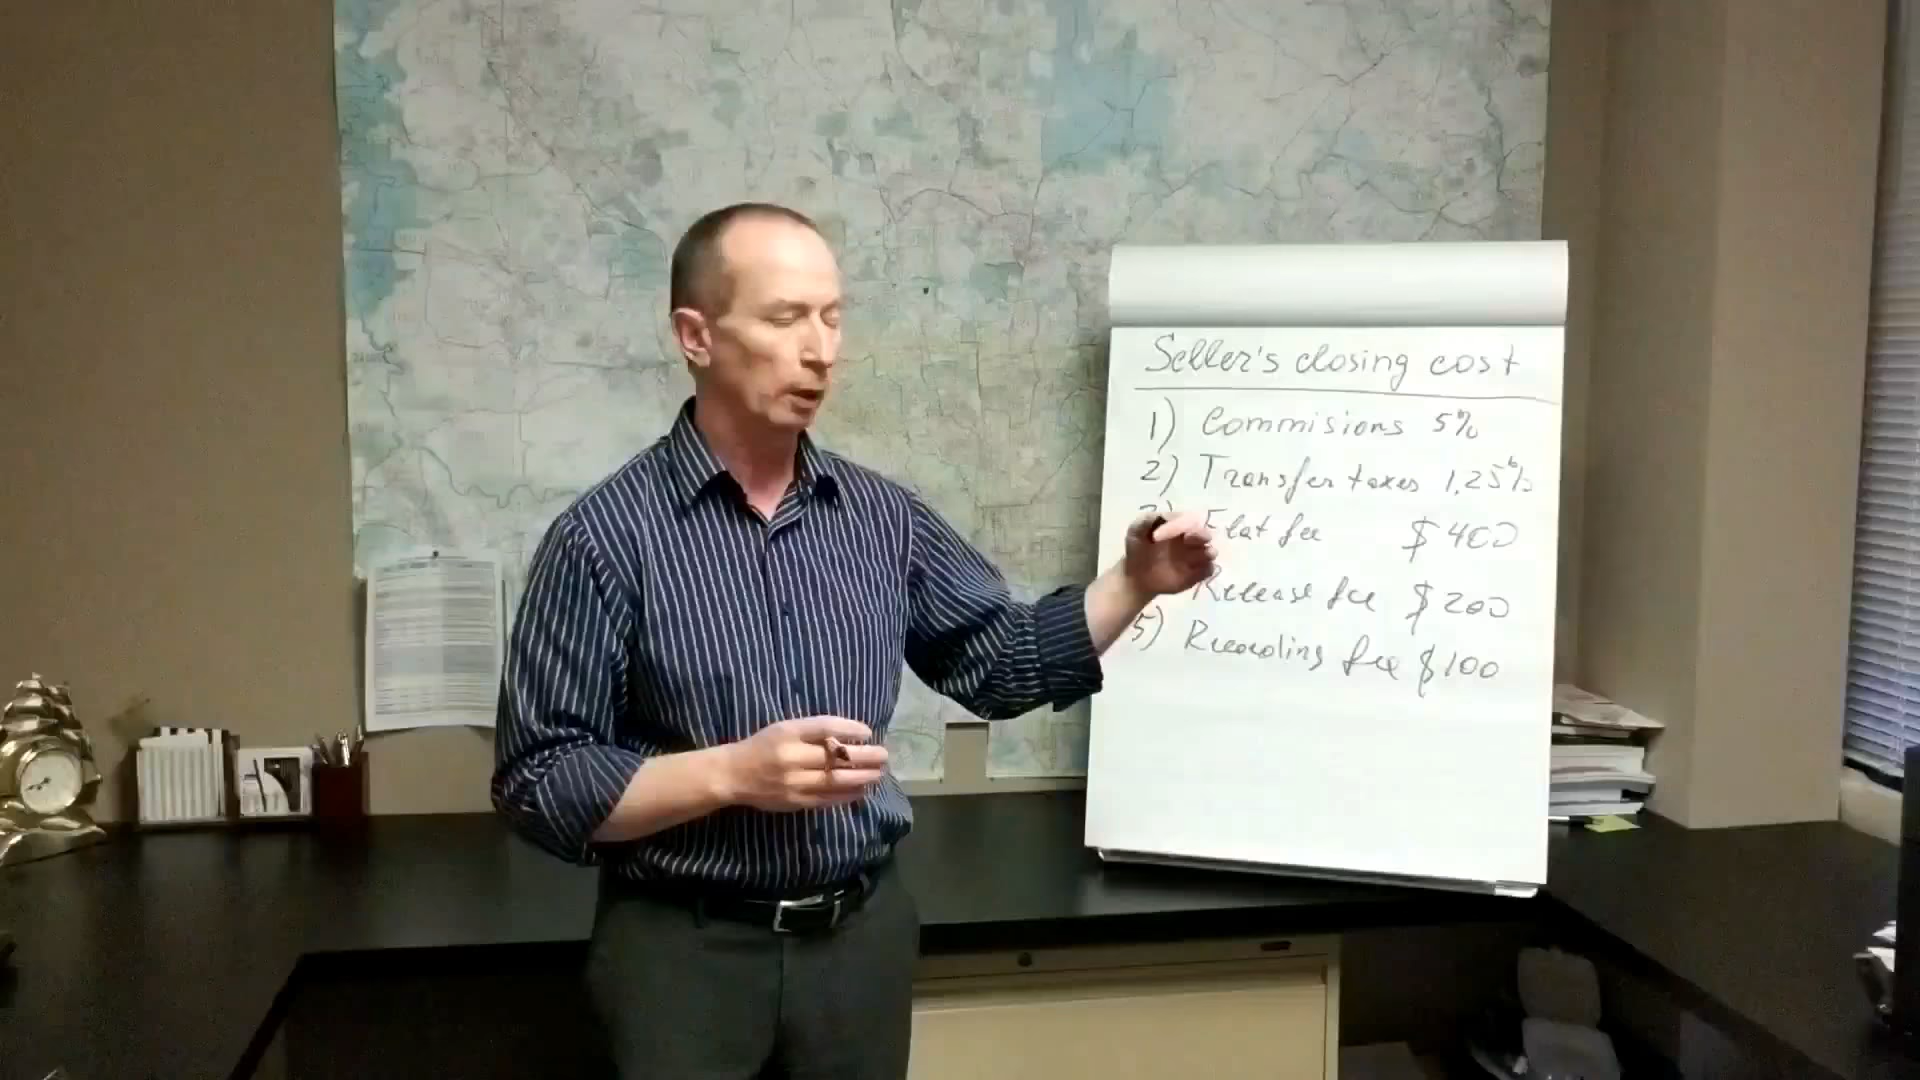 Seller's closing cost
1) Commisions 5%
2) Transfer taxes 1,25%
Flat fee $400
Release fee $200
5) Recording fee $100